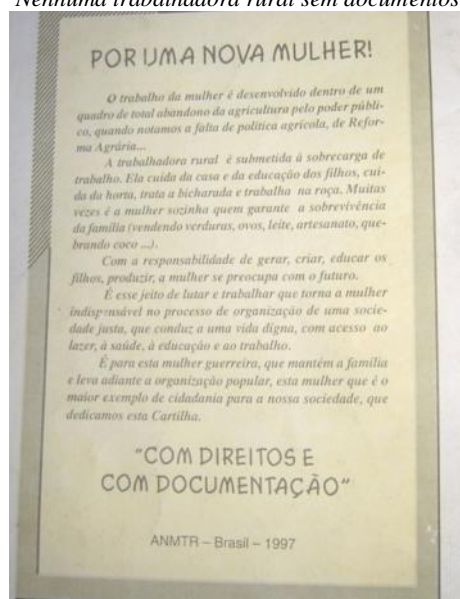 Nenhuma trabalhadora rural sem documentos
POR UMA NOVA MULHER!
O trabalho da mulher é desenvolvido dentro de um
quadro de total abandono da agricultura pelo poder públi-
co, quando notamos a falta de política agrícola, de Refor-
ma Agrária...
A trabalhadora rural é submetida à sobrecarga de
trabalho. Ela cuida da casa e da educação dos filhos, cui-
da da horta, trata a bicharada e trabalha na roça. Muitas
vezes é a mulher sozinha quem garante a sobrevivência
da família (vendendo verduras, ovos, leite, artesanato, que-
brando coco ...).
Com a responsabilidade de gerar, criar, educar os
filhos, produzir, a mulher se preocupa com o futuro.
É esse jeito de lutar e trabalhar que torna a mulher
indispensável no processo de organização de uma socie-
dade justa, que conduz a uma vida digna, com acesso ao
lazer, à saúde, à educação e ao trabalho.
É para esta mulher guerreira, que mantém a família
e leva adiante a organização popular, esta mulher que é o
maior exemplo de cidadania para a nossa sociedade, que
dedicamos esta Cartilha.
"COM DIREITOS E
COM DOCUMENTAÇÃO"
ANMTR – Brasil – 1997